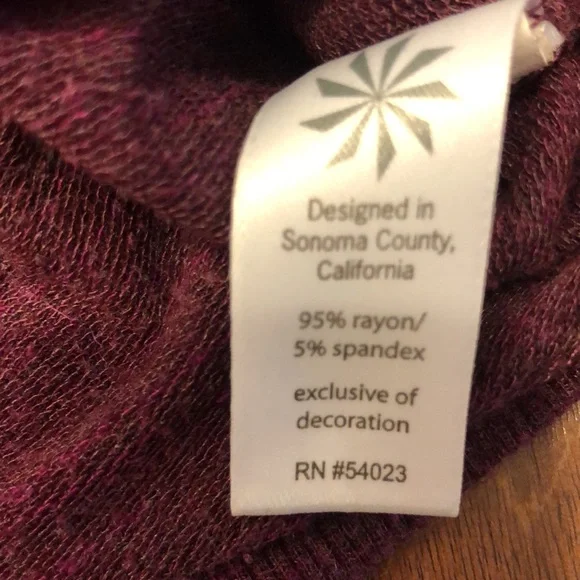 Designed in
Sonoma County,
California
95% rayon/
5% spandex
exclusive of
decoration
RN #54023